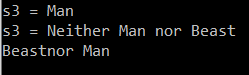 s3 = Man
s3 = Neither Man nor Beast
Beastnor Man